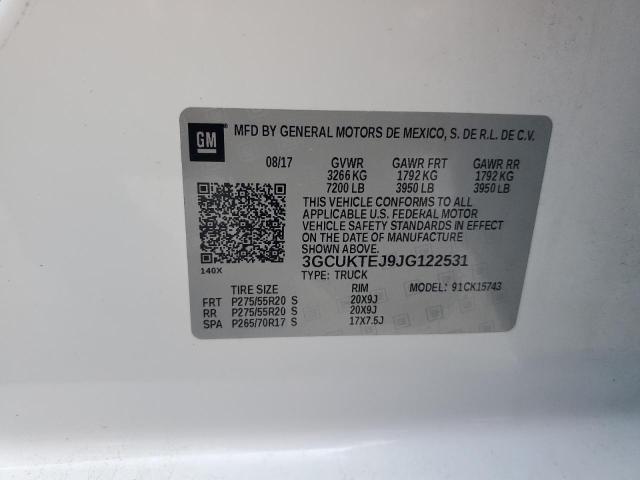 GM MFD BY GENERAL MOTORS DE MEXICO, S. DE R.L. DE C.V.
08/17 GVWR GAWR FRT GAWR RR
3266 KG 1792 KG 1792 KG
7200 LB 3950 LB 3950 LB
THIS VEHICLE CONFORMS TO ALL
APPLICABLE U.S. FEDERAL MOTOR
VEHICLE SAFETY STANDARDS IN EFFECT
ON THE DATE OF MANUFACTURE
SHOWN ABOVE.
140X 3GCUKTEJ9JG122531
TYPE: TRUCK MODEL: 91CK15743
TIRE SIZE RIM
FRT P275/55R20 S 20X9J
RR P275/55R20 S 20X9J
SPA P265/70R17 S 17X7.5J